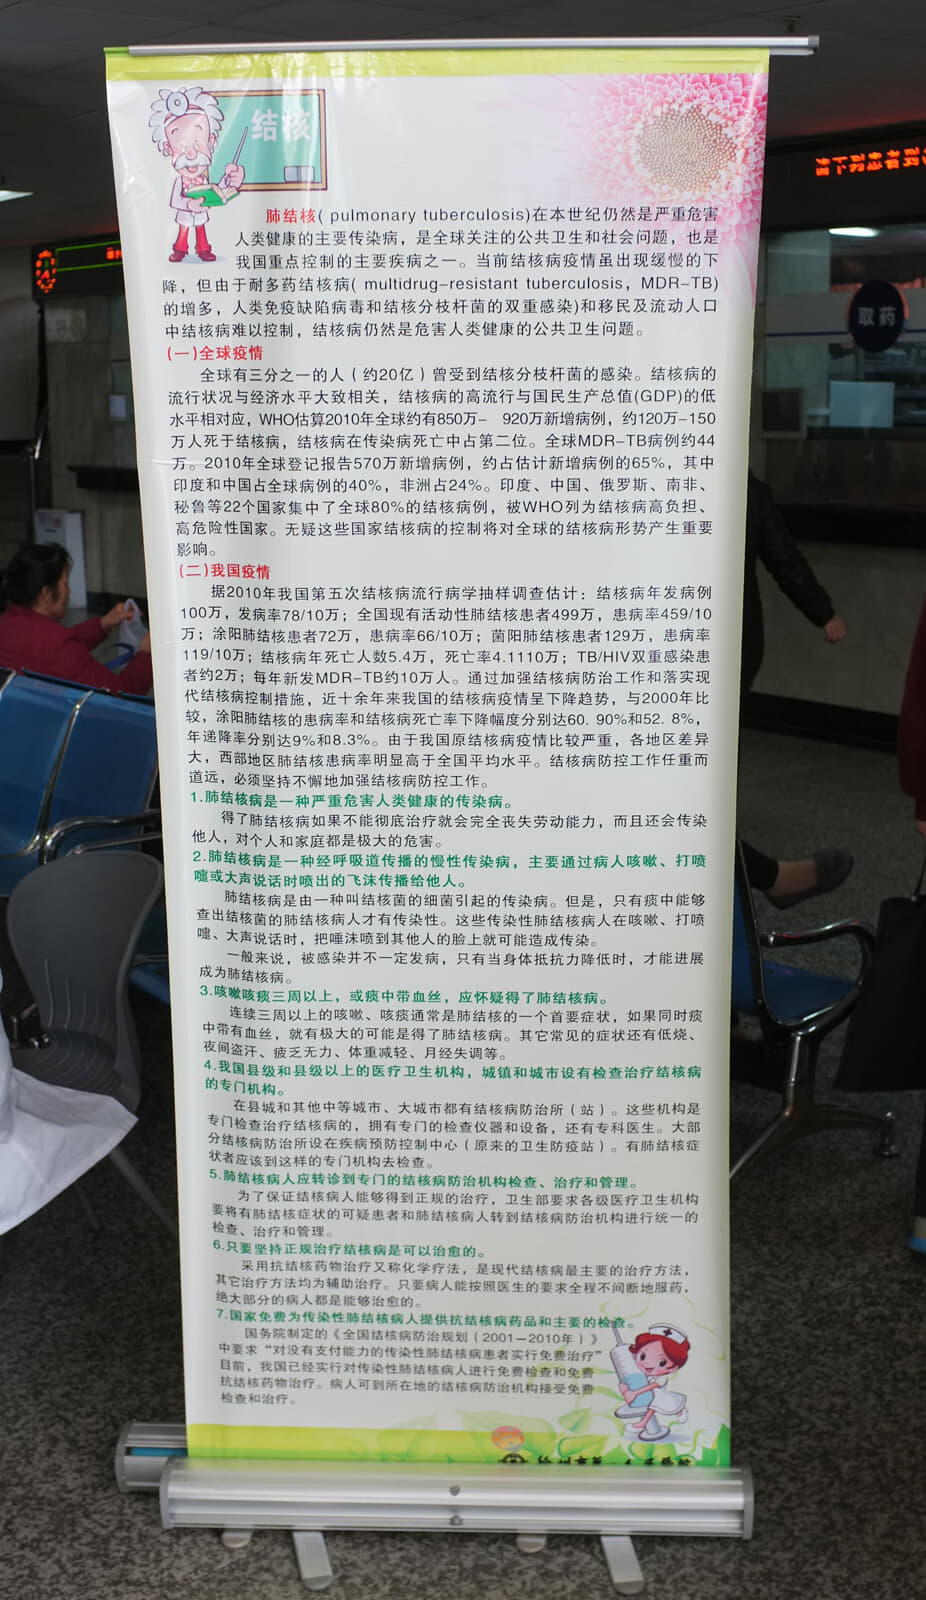 结核
肺结核( pulmonary tuberculosis)在本世纪仍然是严重危害
人类健康的主要传染病，是全球关注的公共卫生和社会问题，也是
我国重点控制的主要疾病之一。当前结核病疫情虽出现缓慢的下
降，但由于耐多药结核病( multidrug-resistant tuberculosis, MDR-TB)
的增多，人类免疫缺陷病毒和结核分枝杆菌的双重感染)和移民及流动人口
中结核病难以控制，结核病仍然是危害人类健康的公共卫生问题。
(一)全球疫情
全球有三分之一的人（约20亿）曾受到结核分枝杆菌的感染。结核病的
流行状况与经济水平大致相关，结核病的高流行与国民生产总值(GDP)的低
水平相对应，WHO估算2010年全球约有850万- 920万新增病例，约120万-150
万人死于结核病，结核病在传染病死亡中占第二位。全球MDR-TB病例约44
万。2010年全球登记报告570万新增病例，约占估计新增病例的65%，其中
印度和中国占全球病例的40%，非洲占24%。印度、中国、俄罗斯、南非、
秘鲁等22个国家集中了全球80%的结核病例，被WHO列为结核病高负担、
高危险性国家。无疑这些国家结核病的控制将对全球的结核病形势产生重要
影响。
(二)我国疫情
据2010年我国第五次结核病流行病学抽样调查估计：结核病年发病例
100万，发病率78/10万；全国现有活动性肺结核患者499万，患病率459/10
万；涂阳肺结核患者72万，患病率66/10万；菌阳肺结核患者129万，患病率
119/10万；结核病年死亡人数5.4万，死亡率4.1110万；TB/HIV双重感染患
者约2万；每年新发MDR-TB约10万人。通过加强结核病防治工作和落实现
代结核病控制措施，近十余年来我国的结核病疫情呈下降趋势，与2000年比
较，涂阳肺结核的患病率和结核病死亡率下降幅度分别达60. 90%和52. 8%，
年递降率分别达9%和8.3%。由于我国原结核病疫情比较严重，各地区差异
大，西部地区肺结核患病率明显高于全国平均水平。结核病防控工作任重而
道远，必须坚持不懈地加强结核病防控工作。
1.肺结核病是一种严重危害人类健康的传染病。
得了肺结核病如果不能彻底治疗就会完全丧失劳动能力，而且还会传染
他人，对个人和家庭都是极大的危害。
2.肺结核病是一种经呼吸道传播的慢性传染病，主要通过病人咳嗽、打喷
嚏或大声说话时喷出的飞沫传播给他人。
肺结核病是由一种叫结核菌的细菌引起的传染病。但是，只有痰中能够
查出结核菌的肺结核病人才有传染性。这些传染性肺结核病人在咳嗽、打喷
嚏、大声说话时，把唾沫喷到其他人的脸上就可能造成传染。
一般来说，被感染并不一定发病，只有当身体抵抗力降低时，才能进展
成为肺结核病。
3.咳嗽咳痰三周以上，或痰中带血丝，应怀疑得了肺结核病。
连续三周以上的咳嗽、咳痰通常是肺结核的一个首要症状，如果同时痰
中带有血丝，就有极大的可能是得了肺结核病。其它常见的症状还有低烧、
夜间盗汗、疲乏无力、体重减轻、月经失调等。
4.我国县级和县级以上的医疗卫生机构，城镇和城市设有检查治疗结核病
的专门机构。
在县城和其他中等城市、大城市都有结核病防治所（站）。这些机构是
专门检查治疗结核病的，拥有专门的检查仪器和设备，还有专科医生。大部
分结核病防治所设在疾病预防控制中心（原来的卫生防疫站）。有肺结核症
状者应该到这样的专门机构去检查。
5.肺结核病人应转诊到专门的结核病防治机构检查、治疗和管理。
为了保证结核病人能够得到正规的治疗，卫生部要求各级医疗卫生机构
要将有肺结核症状的可疑患者和肺结核病人转到结核病防治机构进行统一的
检查、治疗和管理。
6.只要坚持正规治疗结核病是可以治愈的。
采用抗结核药物治疗又称化学疗法，是现代结核病最主要的治疗方法，
其它治疗方法均为辅助治疗。只要病人能按照医生的要求全程不间断地服药，
绝大部分的病人都是能够治愈的。
7.国家免费为传染性肺结核病人提供抗结核病药品和主要的检查。
国务院制定的《全国结核病防治规划（2001—2010年）》
中要求“对没有支付能力的传染性肺结核病患者实行免费治疗”
目前，我国已经实行对传染性肺结核病人进行免费检查和免费
抗结核药物治疗。病人可到所在地的结核病防治机构接受免费
检查和治疗。
取药